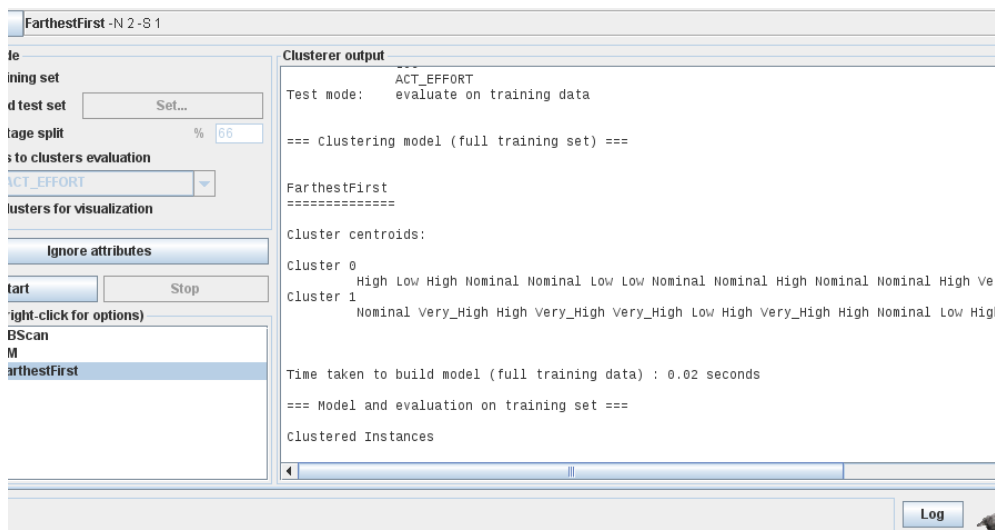 FarthestFirst -N 2 -S 1
de
ining set
d test set Set...
tage split % 66
s to clusters evaluation
ACT_EFFORT
lusters for visualization
Ignore attributes
tart Stop
ight-click for options)
BScan
M
arthestFirst
Clusterer output
ACT_EFFORT
Test mode: evaluate on training data
=== Clustering model (full training set) ===
FarthestFirst
==============
Cluster centroids:
Cluster 0
High Low High Nominal Nominal Low Low Nominal Nominal High Nominal Nominal High Ve
Cluster 1
Nominal Very_High High Very_High Very_High Low High Very_High High Nominal Low High
Time taken to build model (full training data) : 0.02 seconds
=== Model and evaluation on training set ===
Clustered Instances
Log